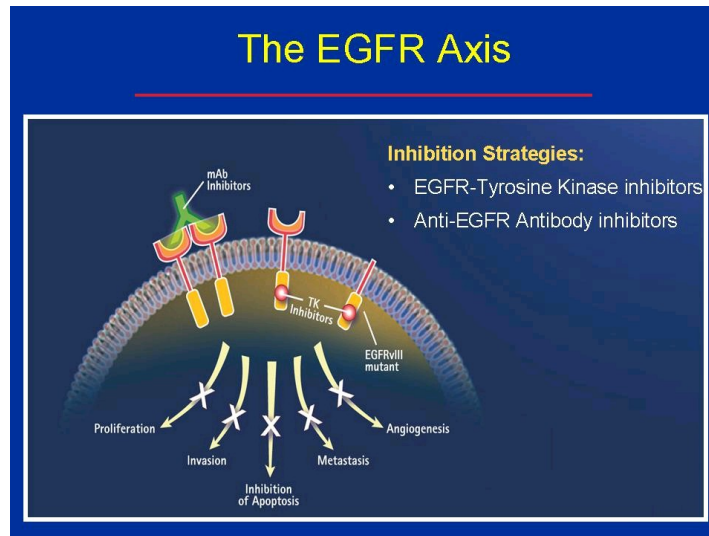 The EGFR Axis
Inhibition Strategies:
• EGFR-Tyrosine Kinase inhibitors
• Anti-EGFR Antibody inhibitors
mAb
Inhibitors
TK
Inhibitors
EGFRvIII
mutant
Proliferation
Invasion
Inhibition
of Apoptosis
Metastasis
Angiogenesis